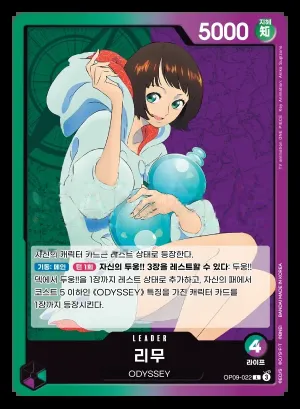 5000
지혜
知
자신의 캐릭터 카드는 레스트 상태로 등장한다.
기동: 메인 턴 1회 자신의 두웅!! 3장을 레스트할 수 있다: 두웅!!
덱에서 두웅!!을 1장까지 레스트 상태로 추가하고, 자신의 패에서
코스트 5 이하인 《ODYSSEY》 특징을 가진 캐릭터 카드를
1장까지 등장시킨다.
LEADER
리무
ODYSSEY
4
라이프
OP09-022 L
BANDAI MADE IN KOREA